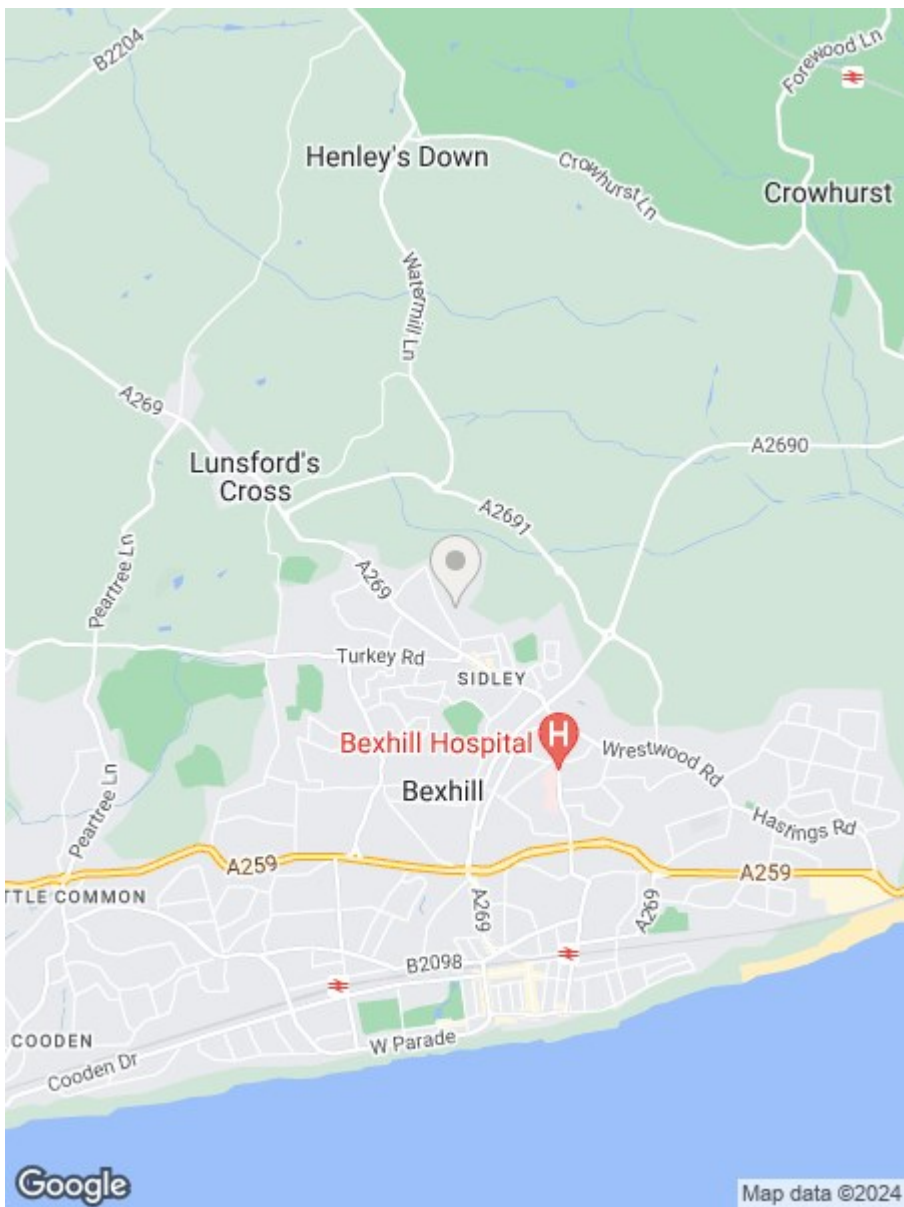 B2204
Forewood Ln
Henley's Down
Crowhurst Ln
Crowhurst
Watermill Ln
A269
A2690
Lunsford's
Cross
A2691
Peartree Ln
A269
Turkey Rd
SIDLEY
H
Bexhill Hospital
Wrestwood Rd
Bexhill
Peartree Ln
Hastings Rd
A259
A259
TTLE COMMON
A269
A269
B2098
COODEN
W Parade
Cooden Dr
Google
Map data ©2024